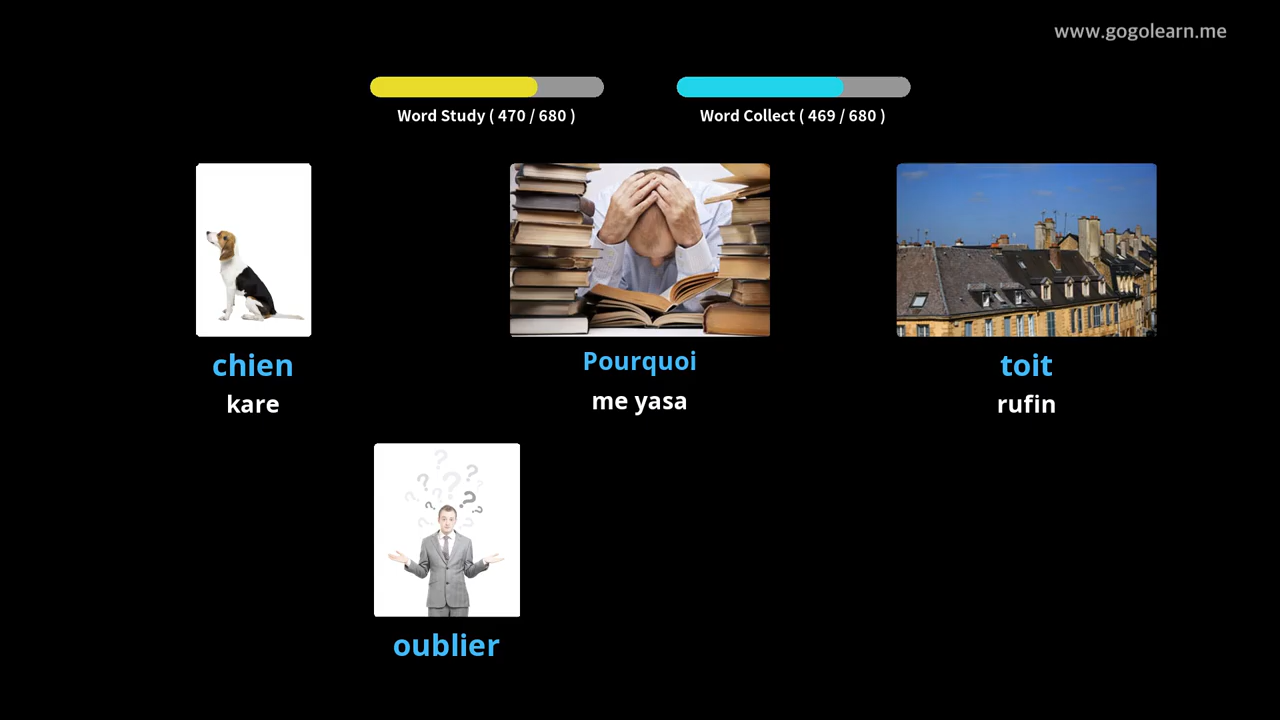 www.gogolearn.me
Word Study ( 470 / 680 )
Word Collect ( 469 / 680 )
chien
kare
Pourquoi
me yasa
toit
rufin
oublier